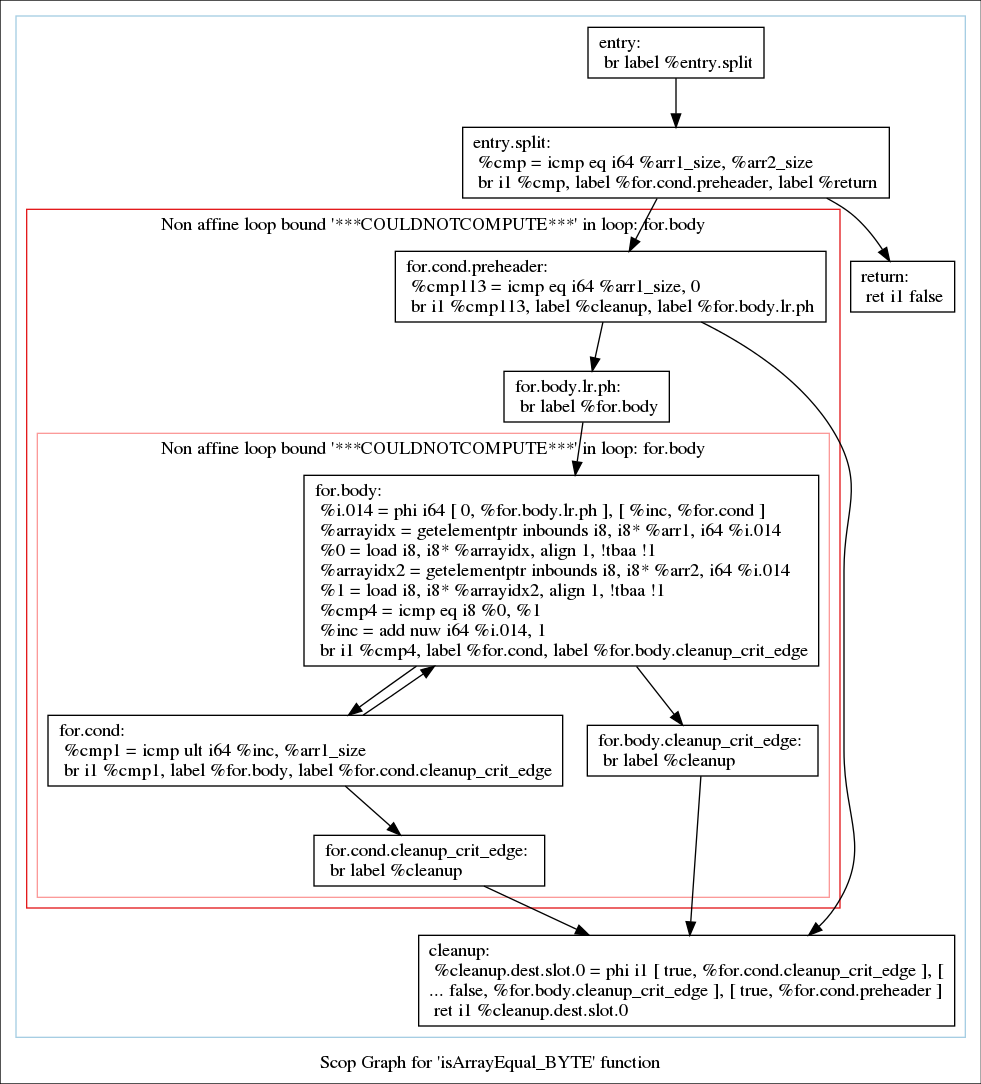 entry:
br label %entry.split
entry.split:
%cmp = icmp eq i64 %arr1_size, %arr2_size
br i1 %cmp, label %for.cond.preheader, label %return
Non affine loop bound '***COULDNOTCOMPUTE***' in loop: for.body
for.cond.preheader:
%cmp113 = icmp eq i64 %arr1_size, 0
br i1 %cmp113, label %cleanup, label %for.body.lr.ph
return:
ret i1 false
for.body.lr.ph:
br label %for.body
Non affine loop bound '***COULDNOTCOMPUTE***' in loop: for.body
for.body:
%i.014 = phi i64 [ 0, %for.body.lr.ph ], [ %inc, %for.cond ]
%arrayidx = getelementptr inbounds i8, i8* %arr1, i64 %i.014
%0 = load i8, i8* %arrayidx, align 1, !tbaa !1
%arrayidx2 = getelementptr inbounds i8, i8* %arr2, i64 %i.014
%1 = load i8, i8* %arrayidx2, align 1, !tbaa !1
%cmp4 = icmp eq i8 %0, %1
%inc = add nuw i64 %i.014, 1
br i1 %cmp4, label %for.cond, label %for.body.cleanup_crit_edge
for.cond:
%cmp1 = icmp ult i64 %inc, %arr1_size
br i1 %cmp1, label %for.body, label %for.cond.cleanup_crit_edge
for.body.cleanup_crit_edge:
br label %cleanup
for.cond.cleanup_crit_edge:
br label %cleanup
cleanup:
%cleanup.dest.slot.0 = phi i1 [ true, %for.cond.cleanup_crit_edge ], [
... false, %for.body.cleanup_crit_edge ], [ true, %for.cond.preheader ]
ret i1 %cleanup.dest.slot.0
Scop Graph for 'isArrayEqual_BYTE' function